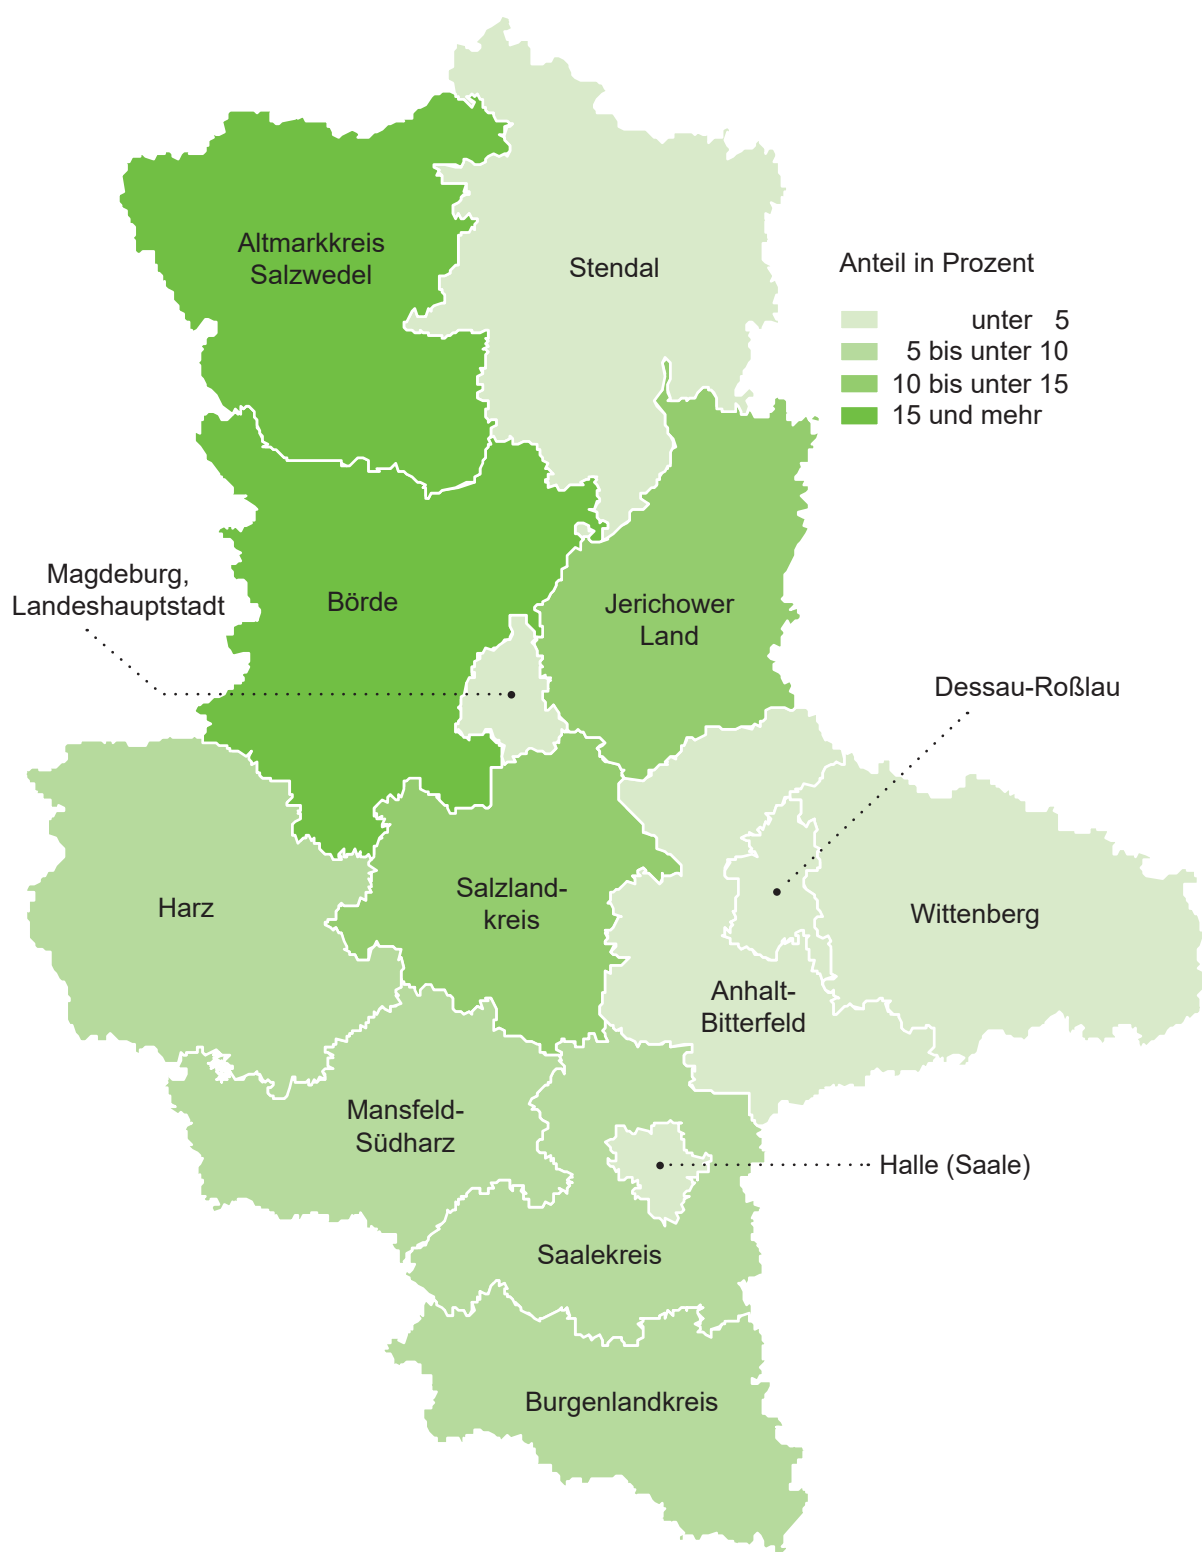 Altmarkkreis
Salzwedel
Stendal
Anteil in Prozent
unter 5
5 bis unter 10
10 bis unter 15
15 und mehr
Magdeburg,
Landeshauptstadt
Börde
Jerichower
Land
Dessau-Roßlau
Harz
Salzland-
kreis
Wittenberg
Anhalt-
Bitterfeld
Mansfeld-
Südharz
Halle (Saale)
Saalekreis
Burgenlandkreis